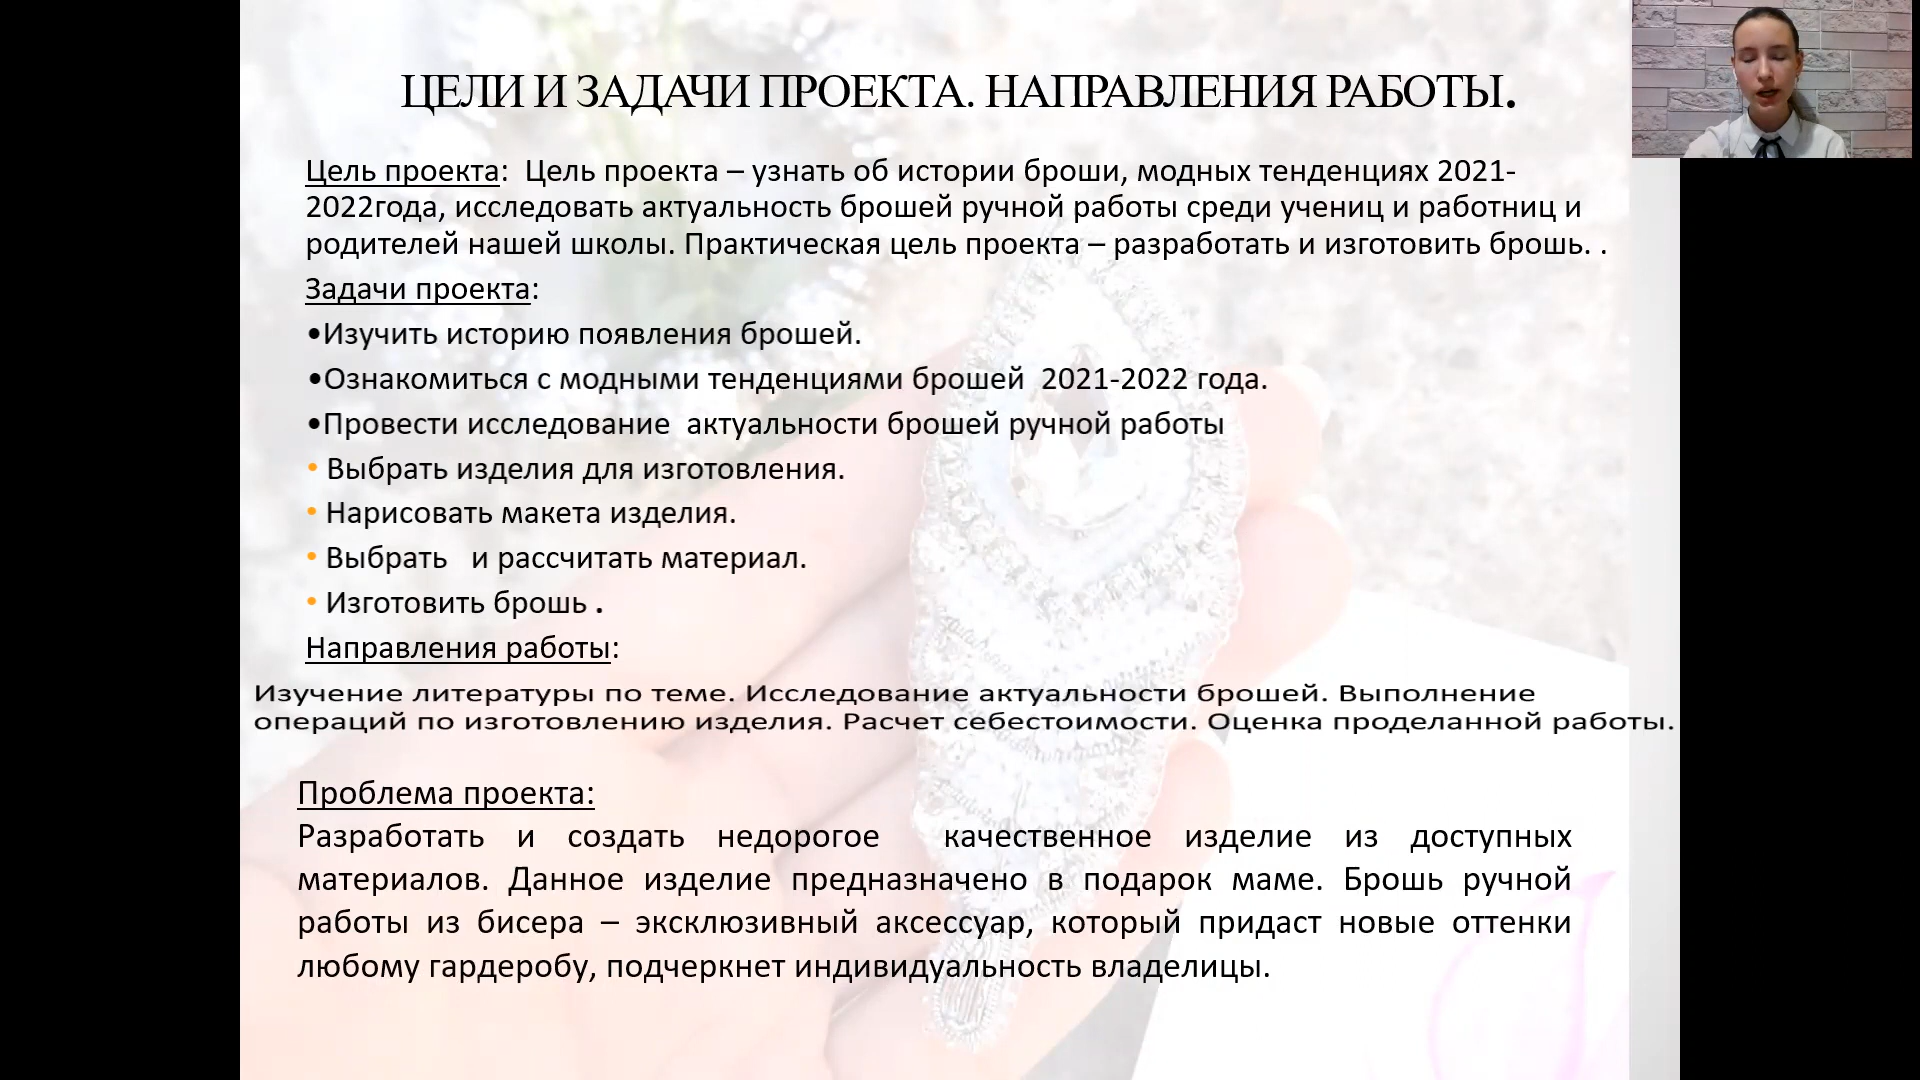 ЦЕЛИ И ЗАДАЧИ ПРОЕКТА. НАПРАВЛЕНИЯ РАБОТЫ.
Цель проекта:  Цель проекта – узнать об истории броши, модных тенденциях 2021-
2022года, исследовать актуальность брошей ручной работы среди учениц и работниц и
родителей нашей школы. Практическая цель проекта – разработать и изготовить брошь. .
Задачи проекта:
•Изучить историю появления брошей.
•Ознакомиться с модными тенденциями брошей  2021-2022 года.
•Провести исследование  актуальности брошей ручной работы
• Выбрать изделия для изготовления.
• Нарисовать макета изделия.
• Выбрать   и рассчитать материал.
• Изготовить брошь .
Направления работы:
Изучение литературы по теме. Исследование актуальности брошей. Выполнение
операций по изготовлению изделия. Расчет себестоимости. Оценка проделанной работы.
Проблема проекта:
Разработать и создать недорогое  качественное изделие из доступных
материалов. Данное изделие предназначено в подарок маме. Брошь ручной
работы из бисера – эксклюзивный аксессуар, который придаст новые оттенки
любому гардеробу, подчеркнет индивидуальность владелицы.